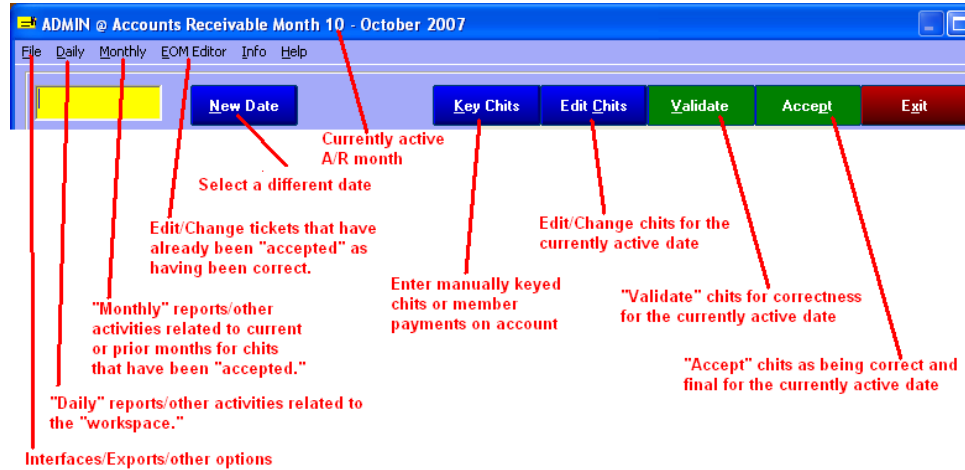 ADMIN @ Accounts Receivable Month 10 - October 2007
File Daily Monthly EOM Editor Info Help
New Date Key Chits Edit Chits Validate Accept Exit
Currently active
A/R month
Select a different date
Edit/Change tickets that have
already been "accepted" as
having been correct.
Edit/Change chits for the
currently active date
Enter manually keyed
chits or member
payments on account
"Validate" chits for correctness
for the currently active date
"Monthly" reports/other
activities related to current
or prior months for chits
that have been "accepted."
"Accept" chits as being correct and
final for the currently active date
"Daily" reports/other activities related to
the "workspace."
Interfaces/Exports/other options